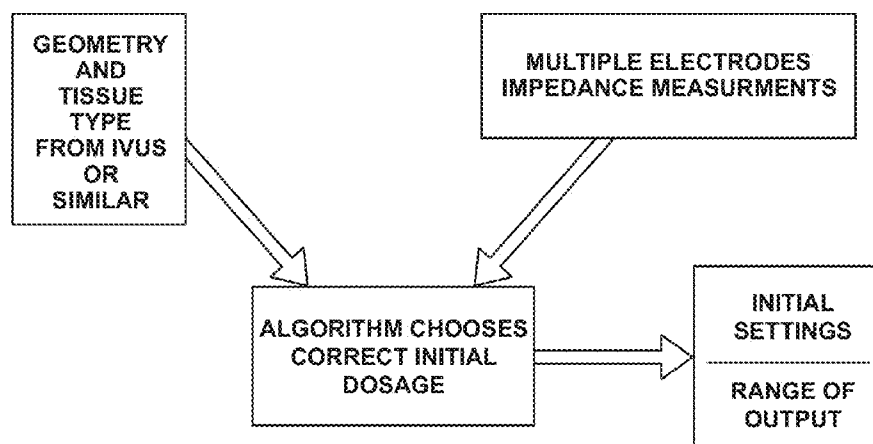 GEOMETRY
AND
TISSUE
TYPE
FROM IVUS
OR
SIMILAR
MULTIPLE ELECTRODES
IMPEDANCE MEASURMENTS
ALGORITHM CHOOSES
CORRECT INITIAL
DOSAGE
INITIAL
SETTINGS
RANGE OF
OUTPUT